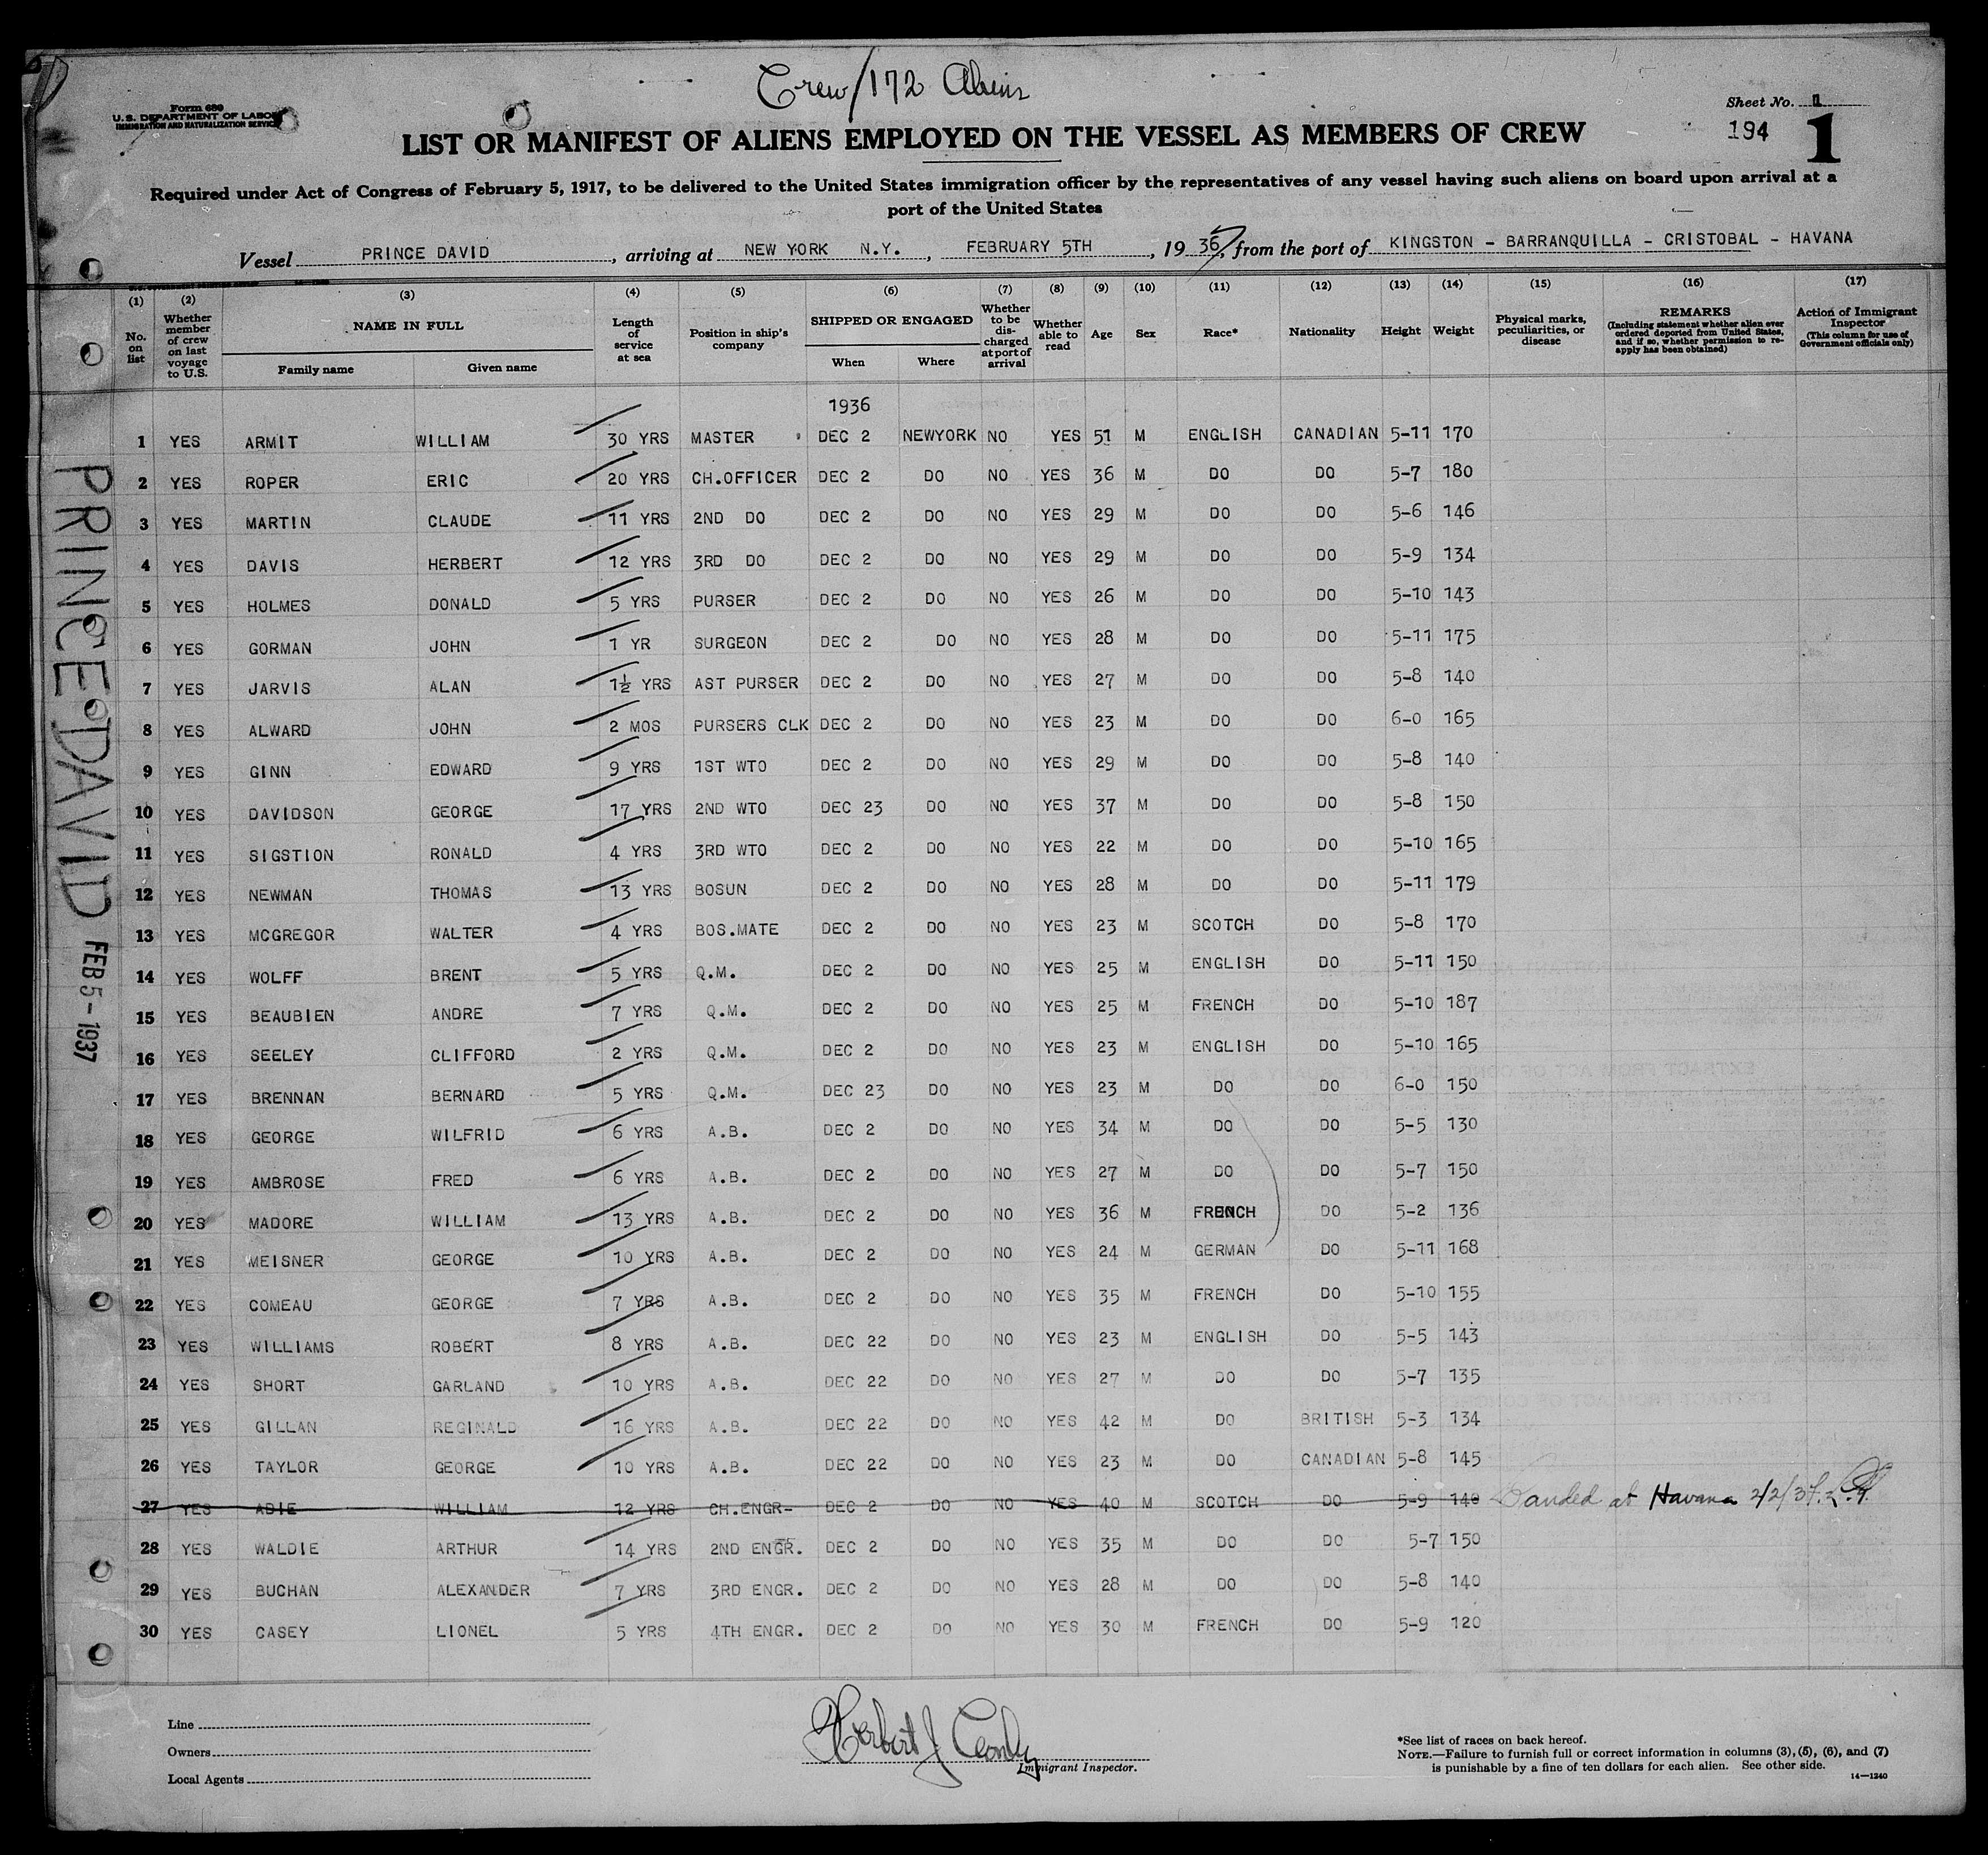 Crew/172 Aliens
Form 680
U.S. DEPARTMENT OF LABOR
IMMIGRATION AND NATURALIZATION SERVICE
Sheet No. 1
194 1
LIST OR MANIFEST OF ALIENS EMPLOYED ON THE VESSEL AS MEMBERS OF CREW
Required under Act of Congress of February 5, 1917, to be delivered to the United States immigration officer by the representatives of any vessel having such aliens on board upon arrival at a
port of the United States
Vessel PRINCE DAVID, arriving at NEW YORK N.Y., FEBRUARY 5TH, 1936, from the port of KINGSTON - BARRANQUILLA - CRISTOBAL - HAVANA
(1) (2) (3) (4) (5) (6) (7) (8) (9) (10) (11) (12) (13) (14) (15) (16) (17)
No. on list
Whether member of crew on last voyage to U.S.
NAME IN FULL
Family name Given name
Length of service at sea
Position in ship's company
SHIPPED OR ENGAGED
When Where
Whether to be discharged at port of arrival
Whether able to read
Age
Sex
Race*
Nationality
Height
Weight
Physical marks, peculiarities, or disease
REMARKS
(Including statement whether alien ever ordered deported from United States, and if so, whether permission to reapply has been obtained)
Action of Immigrant Inspector
(This column for use of Government officials only)
1936
1 YES ARMIT WILLIAM 30 YRS MASTER DEC 2 NEWYORK NO YES 51 M ENGLISH CANADIAN 5-11 170
2 YES ROPER ERIC 20 YRS CH.OFFICER DEC 2 DO NO YES 36 M DO DO 5-7 180
3 YES MARTIN CLAUDE 11 YRS 2ND DO DEC 2 DO NO YES 29 M DO DO 5-6 146
4 YES DAVIS HERBERT 12 YRS 3RD DO DEC 2 DO NO YES 29 M DO DO 5-9 134
5 YES HOLMES DONALD 5 YRS PURSER DEC 2 DO NO YES 26 M DO DO 5-10 143
6 YES GORMAN JOHN 1 YR SURGEON DEC 2 DO NO YES 28 M DO DO 5-11 175
7 YES JARVIS ALAN 1½ YRS AST PURSER DEC 2 DO NO YES 27 M DO DO 5-8 140
8 YES ALWARD JOHN 2 MOS PURSERS CLK DEC 2 DO NO YES 23 M DO DO 6-0 165
9 YES GINN EDWARD 9 YRS 1ST WTO DEC 2 DO NO YES 29 M DO DO 5-8 140
10 YES DAVIDSON GEORGE 17 YRS 2ND WTO DEC 23 DO NO YES 37 M DO DO 5-8 150
11 YES SIGSTION RONALD 4 YRS 3RD WTO DEC 2 DO NO YES 22 M DO DO 5-10 165
12 YES NEWMAN THOMAS 13 YRS BOSUN DEC 2 DO NO YES 28 M DO DO 5-11 179
13 YES MCGREGOR WALTER 4 YRS BOS.MATE DEC 2 DO NO YES 23 M SCOTCH DO 5-8 170
14 YES WOLFF BRENT 5 YRS Q.M. DEC 2 DO NO YES 25 M ENGLISH DO 5-11 150
15 YES BEAUBIEN ANDRE 7 YRS Q.M. DEC 2 DO NO YES 25 M FRENCH DO 5-10 187
16 YES SEELEY CLIFFORD 2 YRS Q.M. DEC 2 DO NO YES 23 M ENGLISH DO 5-10 165
17 YES BRENNAN BERNARD 5 YRS Q.M. DEC 23 DO NO YES 23 M DO DO 6-0 150
18 YES GEORGE WILFRID 6 YRS A.B. DEC 2 DO NO YES 34 M DO DO 5-5 130
19 YES AMBROSE FRED 6 YRS A.B. DEC 2 DO NO YES 27 M DO DO 5-7 150
20 YES MADORE WILLIAM 13 YRS A.B. DEC 2 DO NO YES 36 M FRENCH DO 5-2 136
21 YES MEISNER GEORGE 10 YRS A.B. DEC 2 DO NO YES 24 M GERMAN DO 5-11 168
22 YES COMEAU GEORGE 7 YRS A.B. DEC 2 DO NO YES 35 M FRENCH DO 5-10 155
23 YES WILLIAMS ROBERT 8 YRS A.B. DEC 22 DO NO YES 23 M ENGLISH DO 5-5 143
24 YES SHORT GARLAND 10 YRS A.B. DEC 22 DO NO YES 27 M DO DO 5-7 135
25 YES GILLAN REGINALD 16 YRS A.B. DEC 22 DO NO YES 42 M DO BRITISH 5-3 134
26 YES TAYLOR GEORGE 10 YRS A.B. DEC 22 DO NO YES 23 M DO CANADIAN 5-8 145
27 YES ADIE WILLIAM 12 YRS CH.ENGR- DEC 2 DO NO YES 40 M SCOTCH DO 5-9 140 Landed at Havana 2/2/37.
28 YES WALDIE ARTHUR 14 YRS 2ND ENGR. DEC 2 DO NO YES 35 M DO DO 5-7 150
29 YES BUCHAN ALEXANDER 7 YRS 3RD ENGR. DEC 2 DO NO YES 28 M DO DO 5-8 140
30 YES CASEY LIONEL 5 YRS 4TH ENGR. DEC 2 DO NO YES 30 M FRENCH DO 5-9 120
PRINCE DAVID
FEB 5 - 1937
Line
Owners
Local Agents
Herbert J
Immigrant Inspector.
*See list of races on back hereof.
NOTE.—Failure to furnish full or correct information in columns (3), (5), (6), and (7)
is punishable by a fine of ten dollars for each alien. See other side.
14—1240